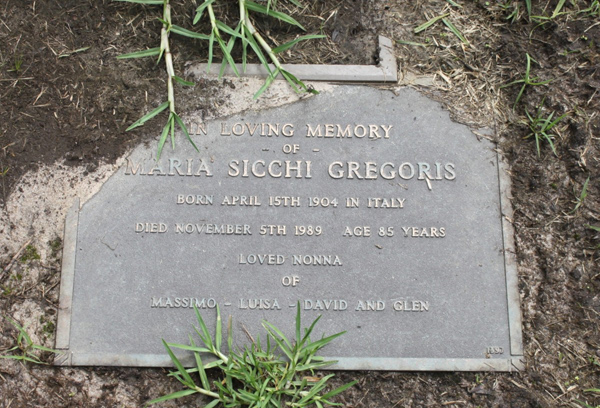 IN LOVING MEMORY
- OF -
MARIA SICCHI GREGORIS
BORN APRIL 15TH 1904 IN ITALY
DIED NOVEMBER 5TH 1989 AGE 85 YEARS
LOVED NONNA
OF
MASSIMO - LUISA - DAVID AND GLEN